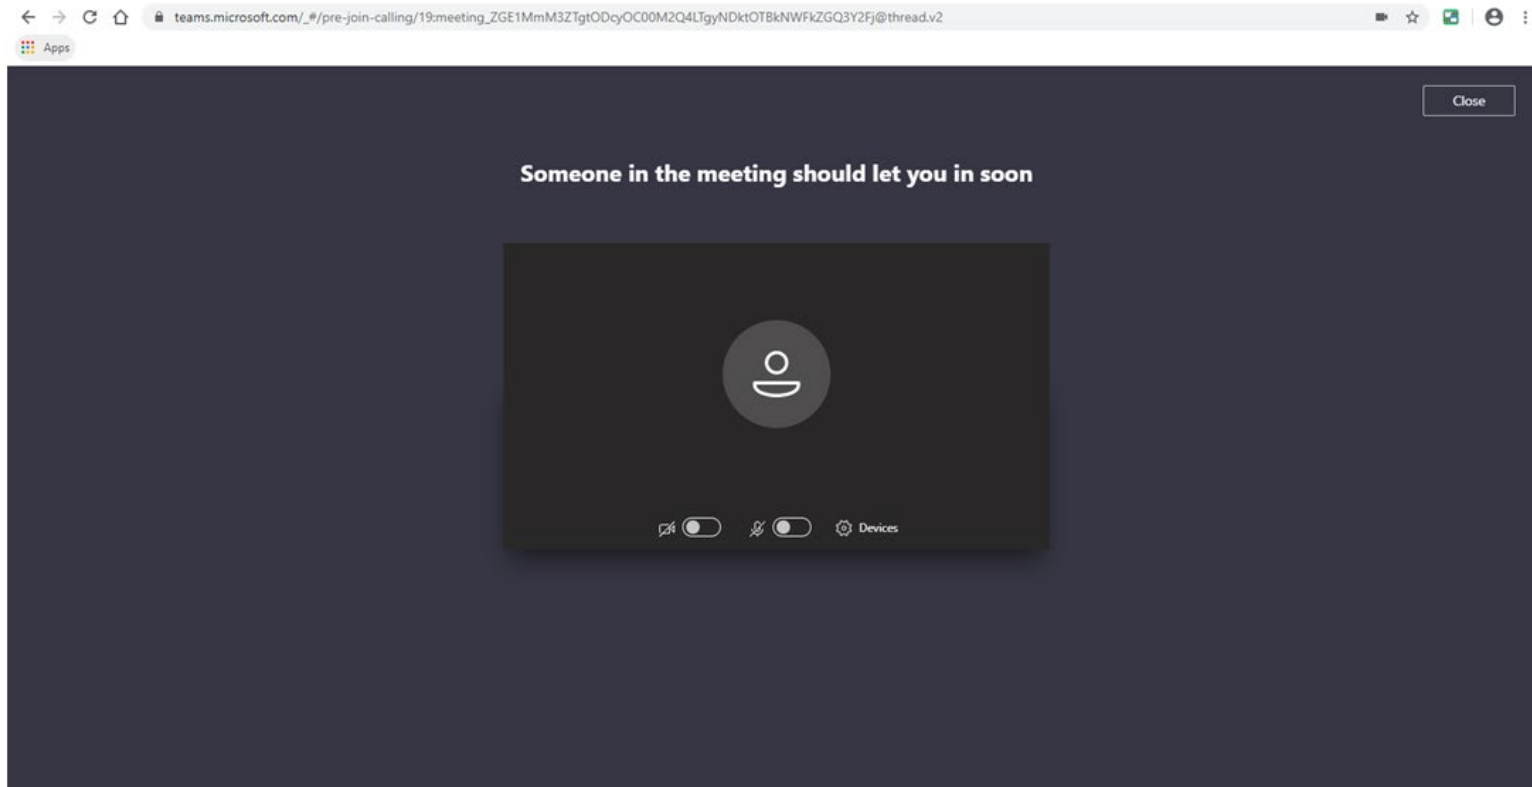 teams.microsoft.com/_#/pre-join-calling/19:meeting_ZGE1MmM3ZTgtODcyOC00M2Q4LTgyNDktOTBkNWFkZGQ3Y2Fj@thread.v2
Apps
Close
Someone in the meeting should let you in soon
Devices